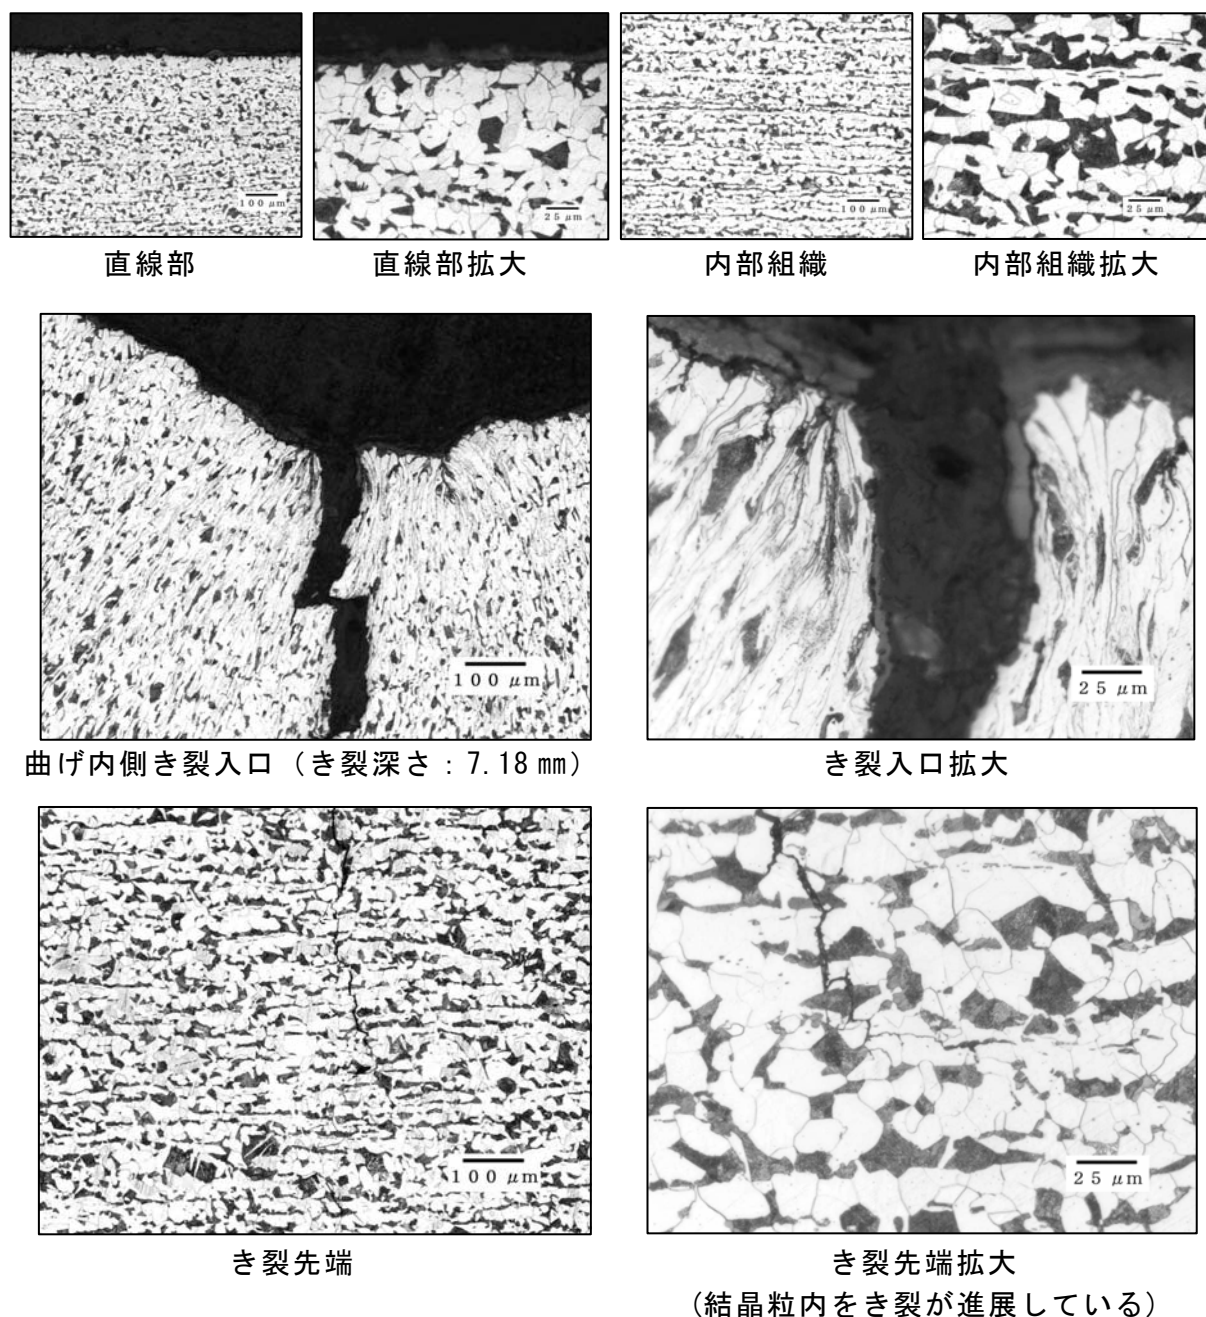 100 μm
25 μm
100 μm
25 μm
直線部
直線部拡大
内部組織
内部組織拡大
100 μm
25 μm
曲げ内側き裂入口（き裂深さ：7.18 mm）
き裂入口拡大
100 μm
25 μm
き裂先端
き裂先端拡大
（結晶粒内をき裂が進展している）